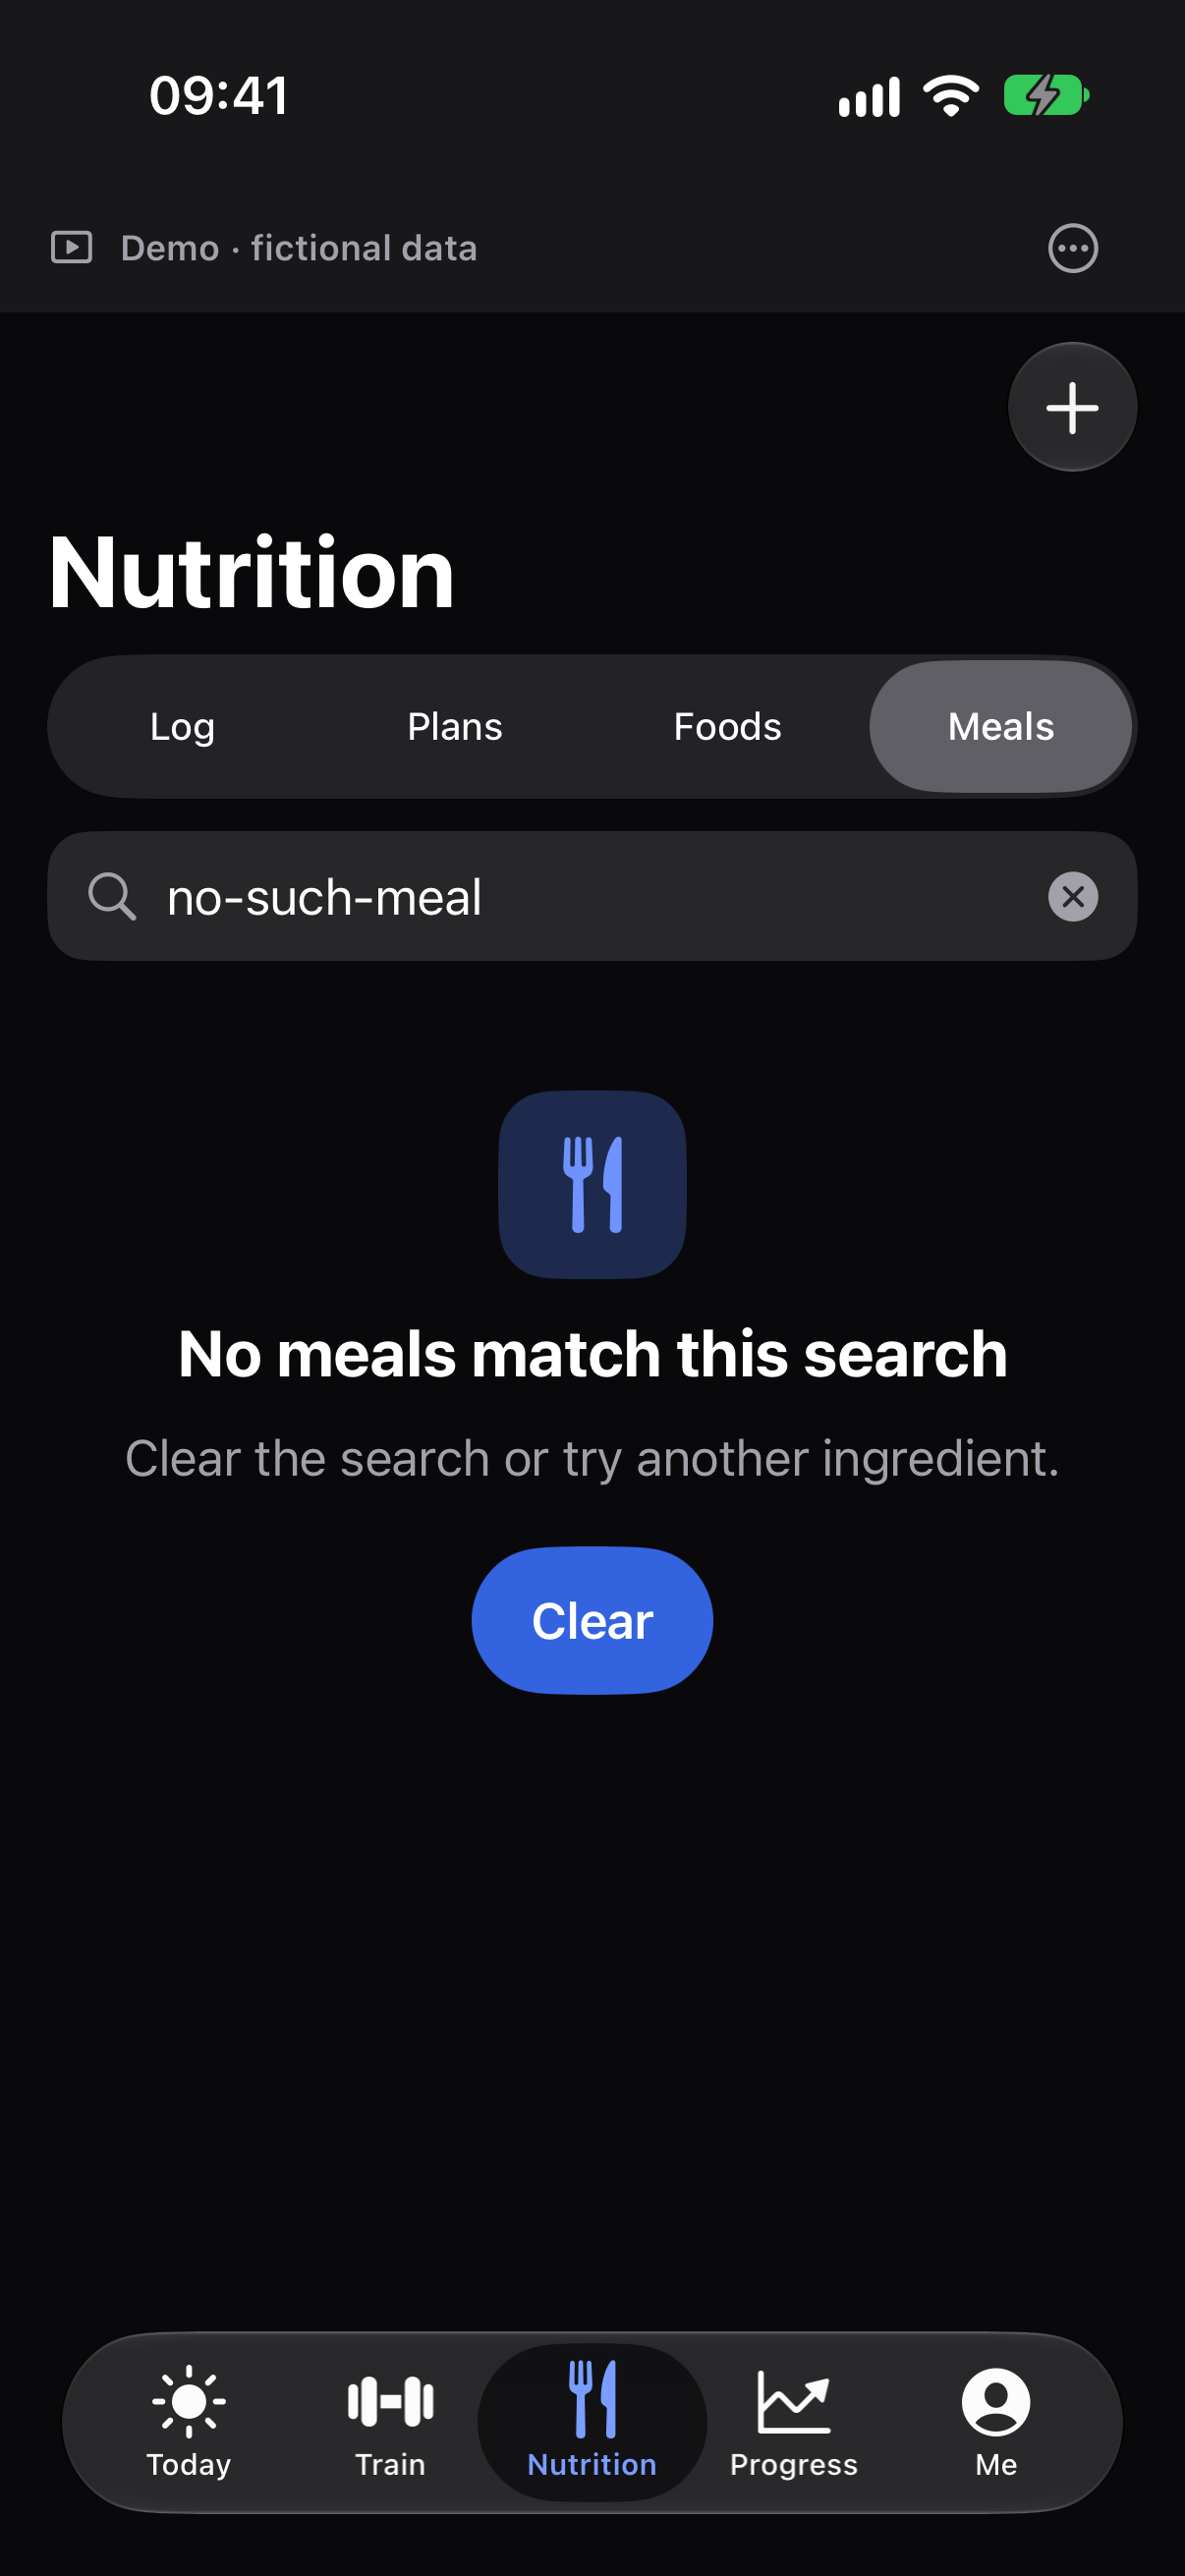 09:41
Demo · fictional data
Nutrition
Log
Plans
Foods
Meals
no-such-meal
No meals match this search
Clear the search or try another ingredient.
Clear
Today
Train
Nutrition
Progress
Me